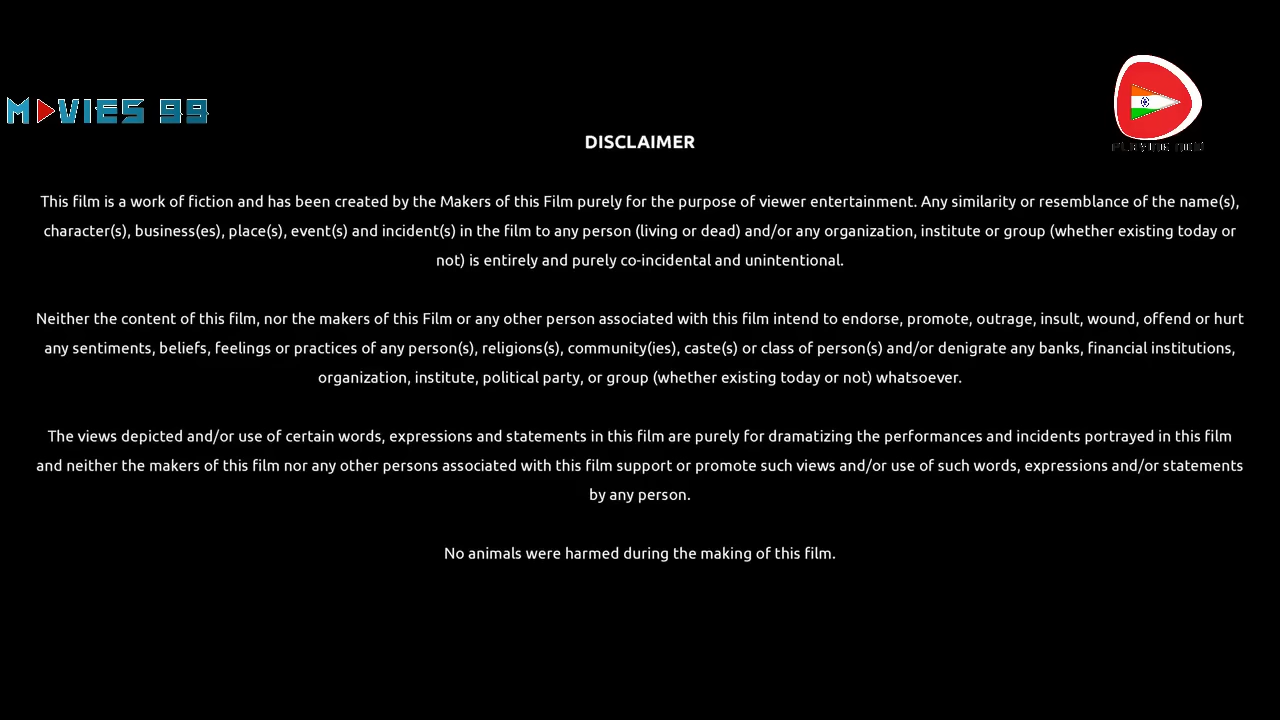 MOVIES 99
DISCLAIMER
This film is a work of fiction and has been created by the Makers of this Film purely for the purpose of viewer entertainment. Any similarity or resemblance of the name(s),
character(s), business(es), place(s), event(s) and incident(s) in the film to any person (living or dead) and/or any organization, institute or group (whether existing today or
not) is entirely and purely co-incidental and unintentional.
Neither the content of this film, nor the makers of this Film or any other person associated with this film intend to endorse, promote, outrage, insult, wound, offend or hurt
any sentiments, beliefs, feelings or practices of any person(s), religions(s), community(ies), caste(s) or class of person(s) and/or denigrate any banks, financial institutions,
organization, institute, political party, or group (whether existing today or not) whatsoever.
The views depicted and/or use of certain words, expressions and statements in this film are purely for dramatizing the performances and incidents portrayed in this film
and neither the makers of this film nor any other persons associated with this film support or promote such views and/or use of such words, expressions and/or statements
by any person.
No animals were harmed during the making of this film.